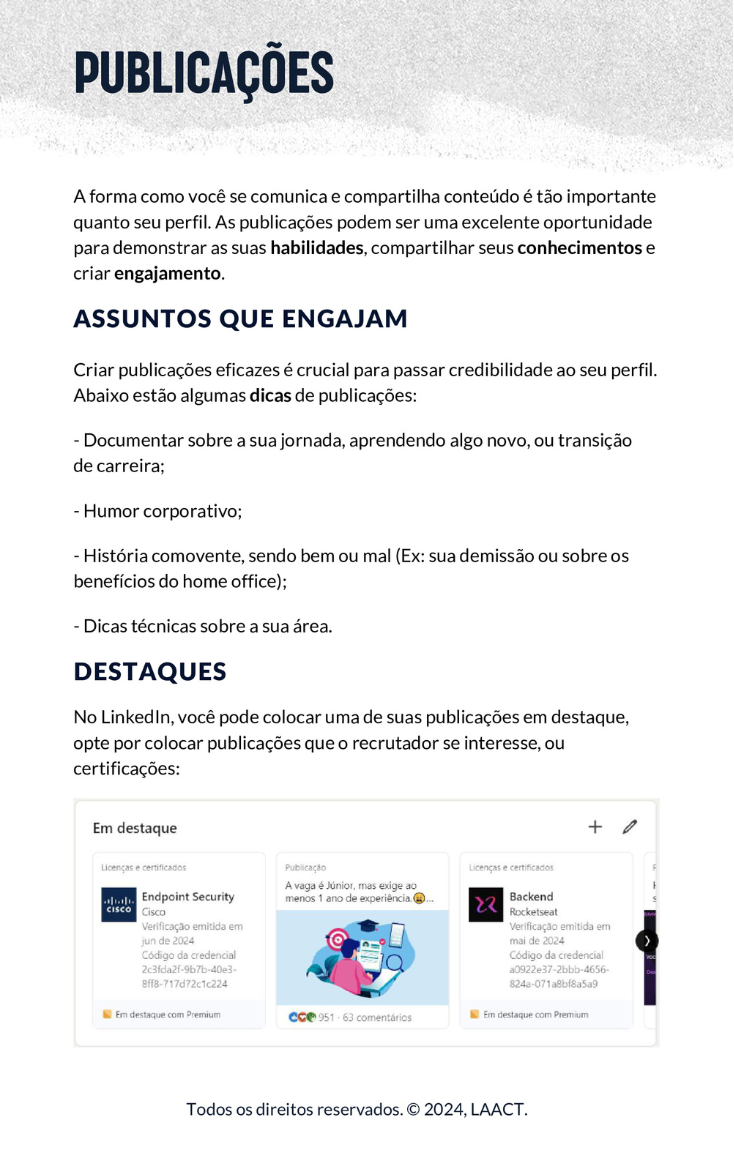 PUBLICAÇÕES
A forma como você se comunica e compartilha conteúdo é tão importante
quanto seu perfil. As publicações podem ser uma excelente oportunidade
para demonstrar as suas habilidades, compartilhar seus conhecimentos e
criar engajamento.
ASSUNTOS QUE ENGAJAM
Criar publicações eficazes é crucial para passar credibilidade ao seu perfil.
Abaixo estão algumas dicas de publicações:
- Documentar sobre a sua jornada, aprendendo algo novo, ou transição
de carreira;
- Humor corporativo;
- História comovente, sendo bem ou mal (Ex: sua demissão ou sobre os
benefícios do home office);
- Dicas técnicas sobre a sua área.
DESTAQUES
No LinkedIn, você pode colocar uma de suas publicações em destaque,
opte por colocar publicações que o recrutador se interesse, ou
certificações:
Em destaque
Licenças e certificados
CISCO
Endpoint Security
Cisco
Verificação emitida em
jun de 2024
Código da credencial
2c3fda2f-9b7b-40e3-
8ff8-717d72c1c224
Em destaque com Premium
Publicação
A vaga é Júnior, mas exige ao
menos 1 ano de experiência.😩...
951 · 63 comentários
Licenças e certificados
Backend
Rocketseat
Verificação emitida em
mai de 2024
Código da credencial
a0922e37-2bbb-4656-
824a-071a8bf8a5a9
Em destaque com Premium
Todos os direitos reservados. © 2024, LAACT.